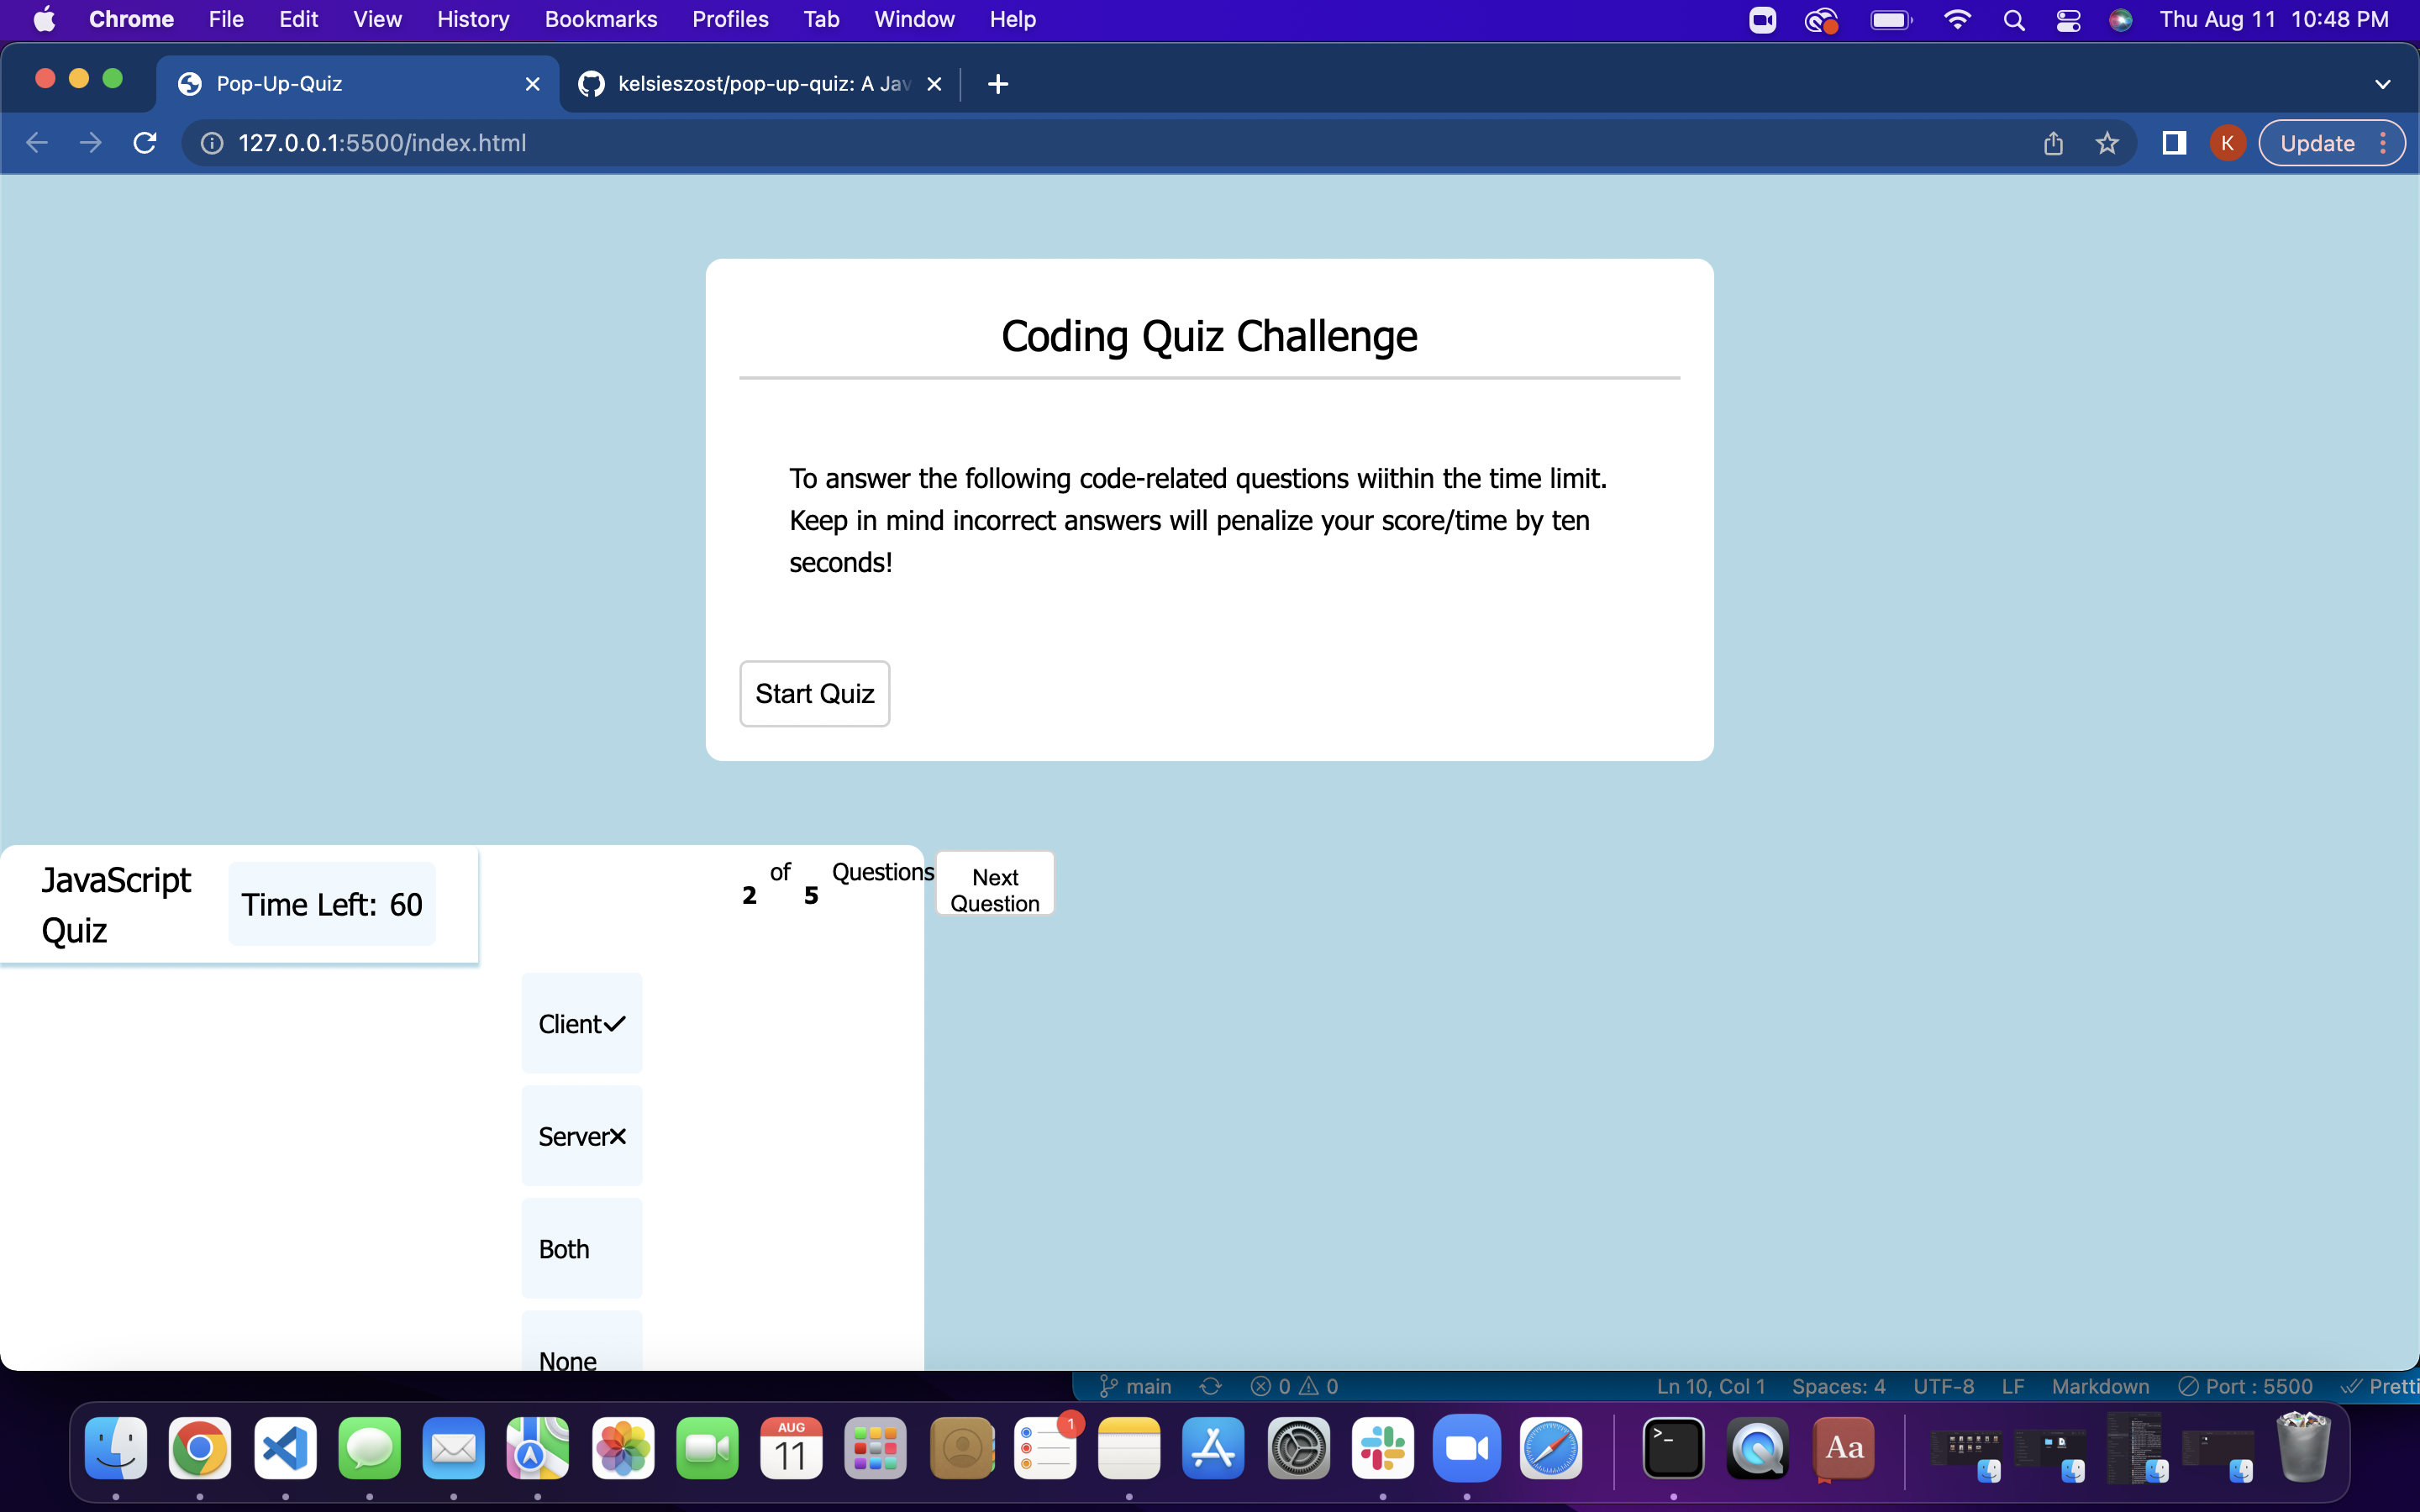 Chrome File Edit View History Bookmarks Profiles Tab Window Help Thu Aug 11 10:48 PM
Pop-Up-Quiz kelsieszost/pop-up-quiz: A Jav
127.0.0.1:5500/index.html K Update
Coding Quiz Challenge
To answer the following code-related questions wiithin the time limit.
Keep in mind incorrect answers will penalize your score/time by ten
seconds!
Start Quiz
JavaScript
Quiz
Time Left: 60
2 of 5 Questions
Next
Question
Client
Server
Both
None
main 0 0 Ln 10, Col 1 Spaces: 4 UTF-8 LF Markdown Port : 5500 Pretti
AUG
11
1
>_
Aa